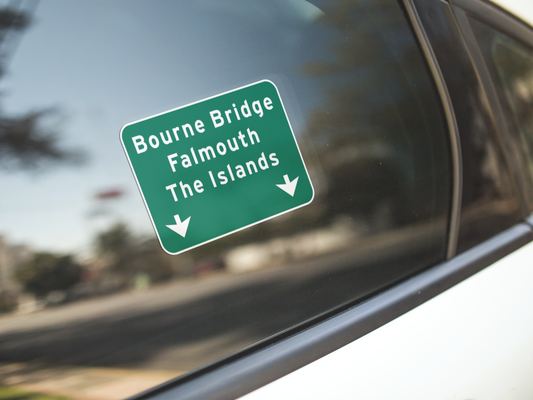 Bourne Bridge
Falmouth
The Islands